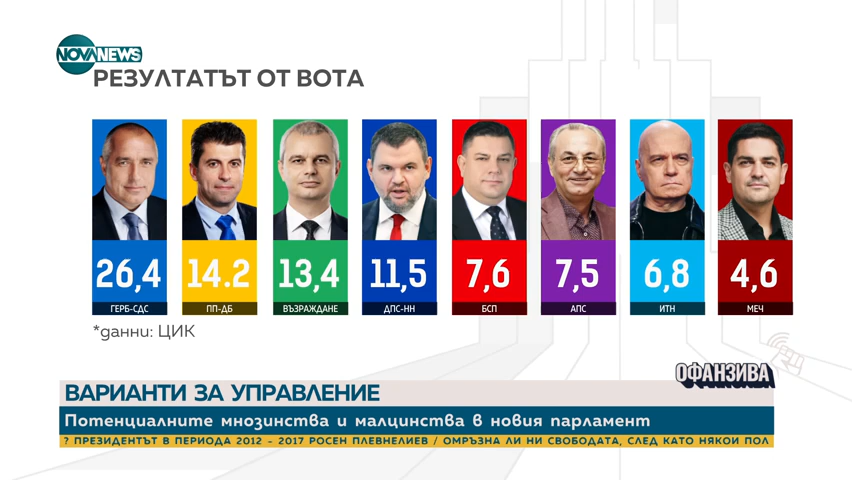 NOVANEWS
РЕЗУЛТАТЪТ ОТ ВОТА
26,4 14.2 13,4 11,5 7,6 7,5 6,8 4,6
ГЕРБ-СДС ПП-ДБ ВЪЗРАЖДАНЕ ДПС-НН БСП АПС ИТН МЕЧ
*данни: ЦИК
ОФАНЗИВА
ВАРИАНТИ ЗА УПРАВЛЕНИЕ
Потенциалните мнозинства и малцинства в новия парламент
? ПРЕЗИДЕНТЪТ В ПЕРИОДА 2012 - 2017 РОСЕН ПЛЕВНЕЛИЕВ / ОМРЪЗНА ЛИ НИ СВОБОДАТА, СЛЕД КАТО НЯКОИ ПОЛ